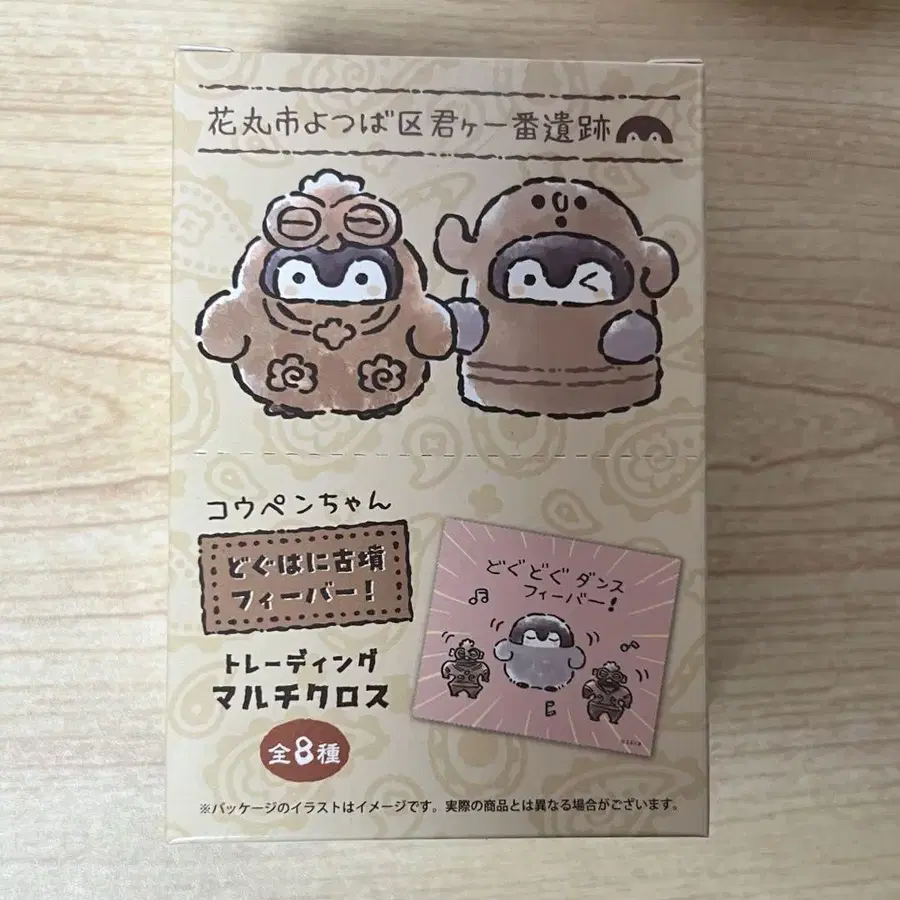 花丸市よつば区君ヶ一番遺跡
コウペンちゃん
どぐはに古墳
フィーバー!
トレーディング
マルチクロス
全8種
どぐどぐダンス
フィーバー!
※パッケージのイラストはイメージです。実際の商品とは異なる場合がございます。